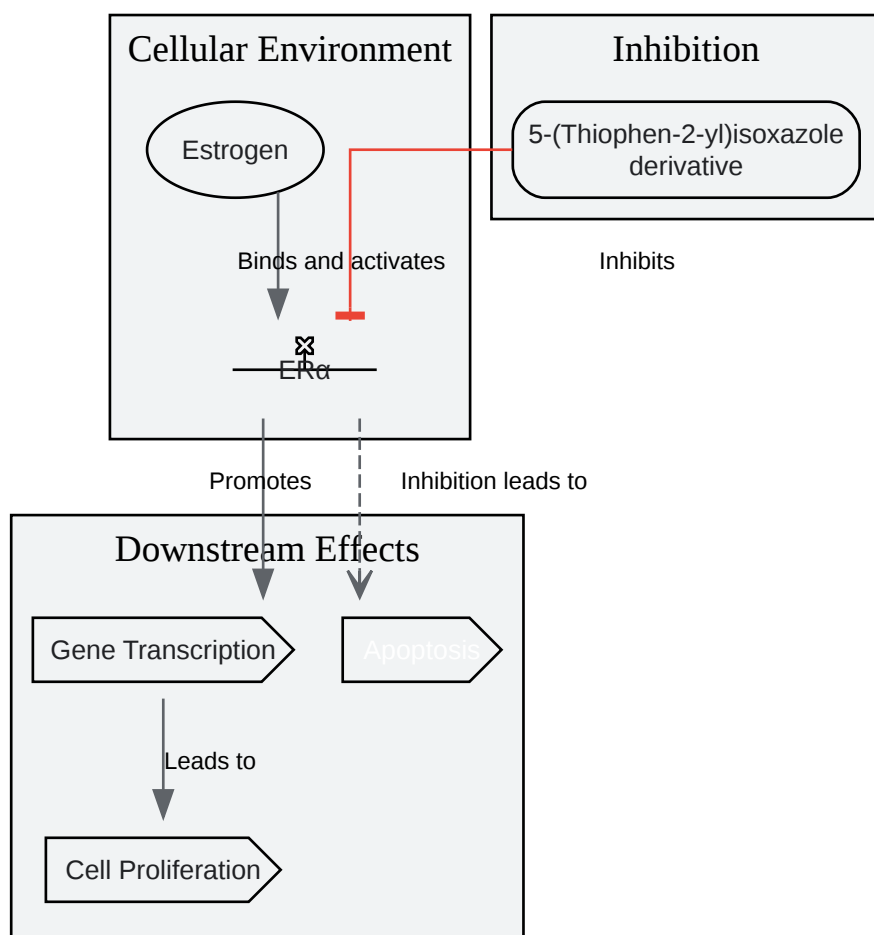 Cellular Environment
Inhibition
Estrogen
5-(Thiophen-2-yl)isoxazole
derivative
Binds and activates
Inhibits
ERα
Promotes
Inhibition leads to
Downstream Effects
Gene Transcription
Apoptosis
Leads to
Cell Proliferation